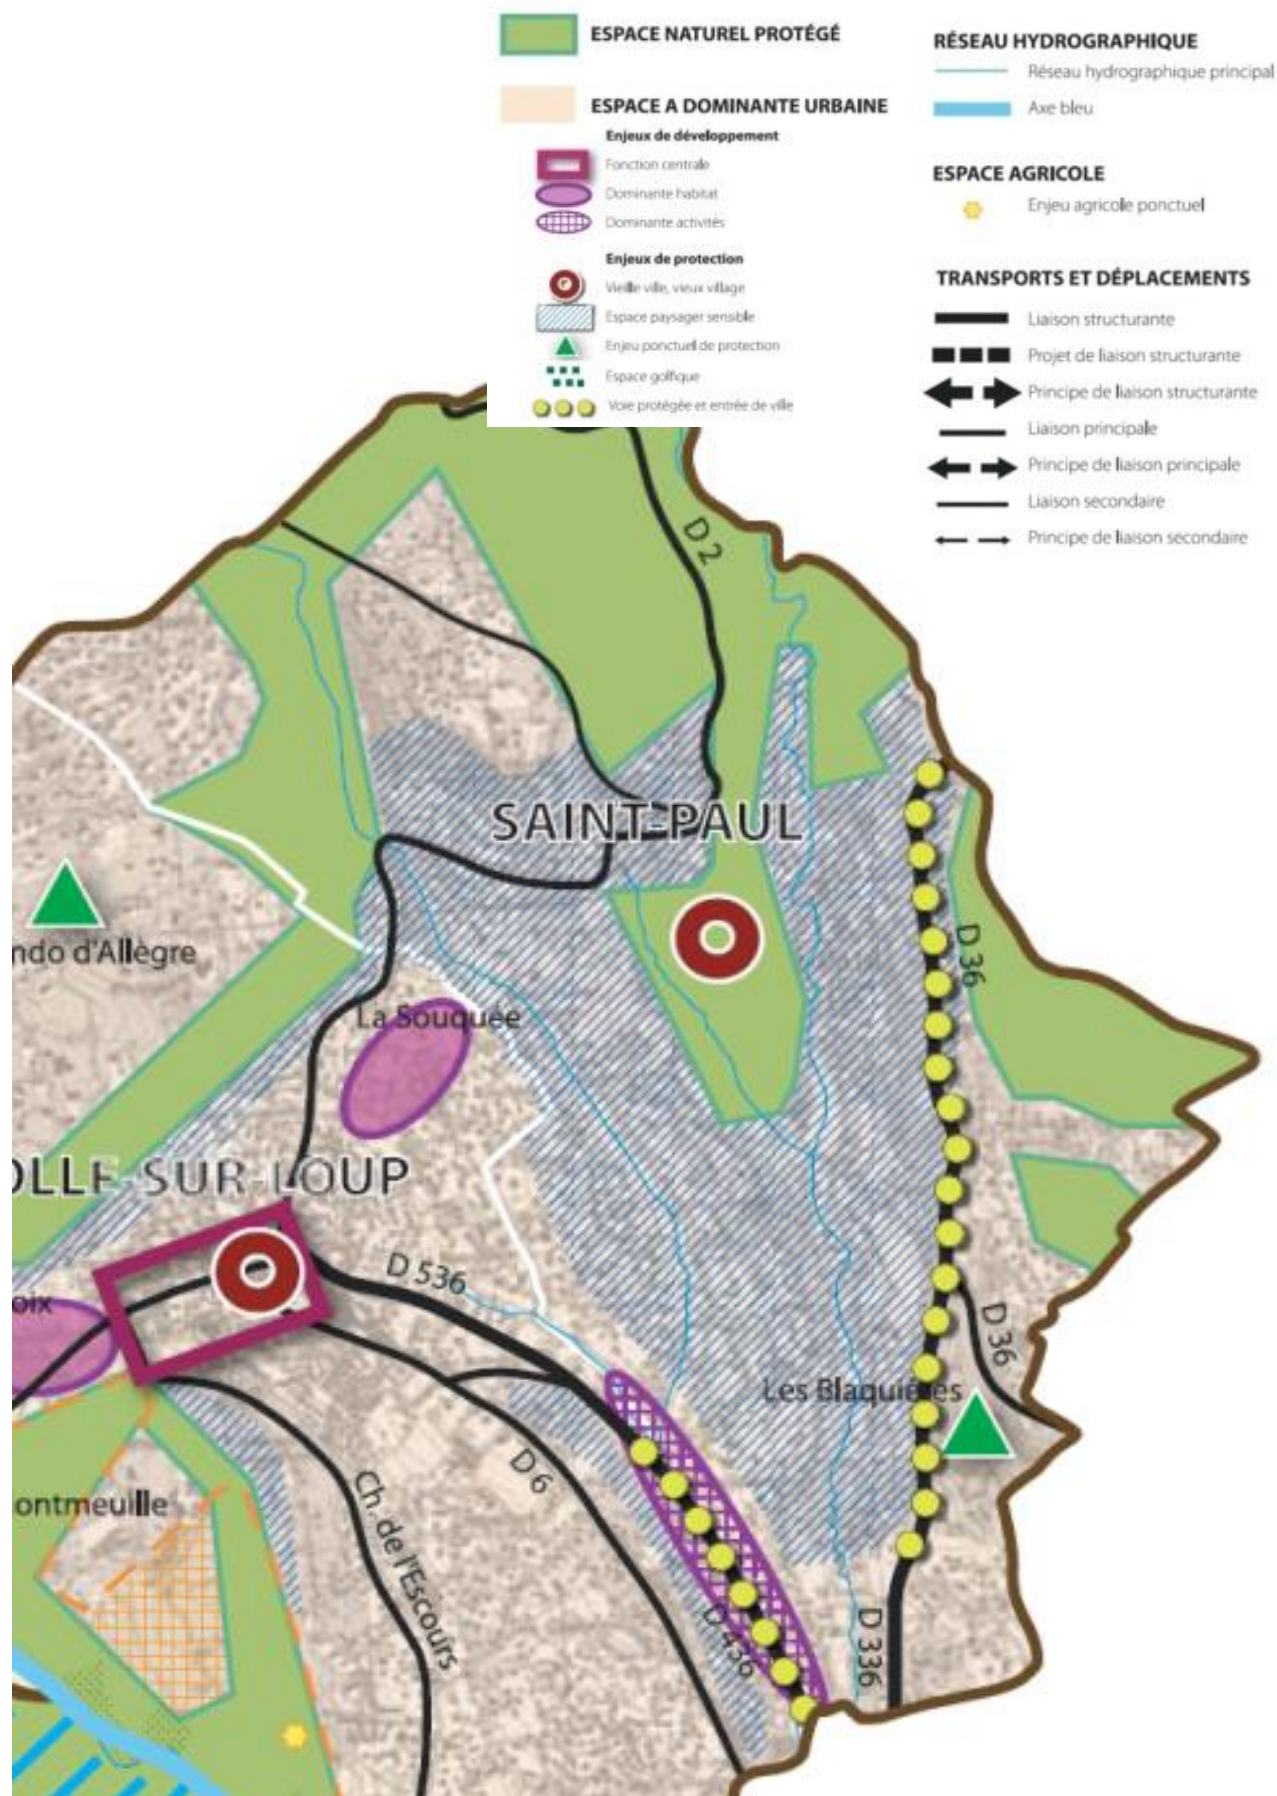 ESPACE NATUREL PROTÉGÉ
ESPACE A DOMINANTE URBAINE
Enjeux de développement
Fonction centrale
Dominante habitat
Dominante activités
Enjeux de protection
Vieille ville, vieux village
Espace paysager sensible
Enjeu ponctuel de protection
Espace golfique
Voie protégée et entrée de ville
RÉSEAU HYDROGRAPHIQUE
Réseau hydrographique principal
Axe bleu
ESPACE AGRICOLE
Enjeu agricole ponctuel
TRANSPORTS ET DÉPLACEMENTS
Liaison structurante
Projet de liaison structurante
Principe de liaison structurante
Liaison principale
Principe de liaison principale
Liaison secondaire
Principe de liaison secondaire
D 2
SAINT-PAUL
ndo d'Allègre
D 36
La Souquée
OLLE-SUR-LOUP
D 536
oix
D 36
Les Blaquières
D 6
ontmeuille
Ch. de l'Escours
D 436
D 336